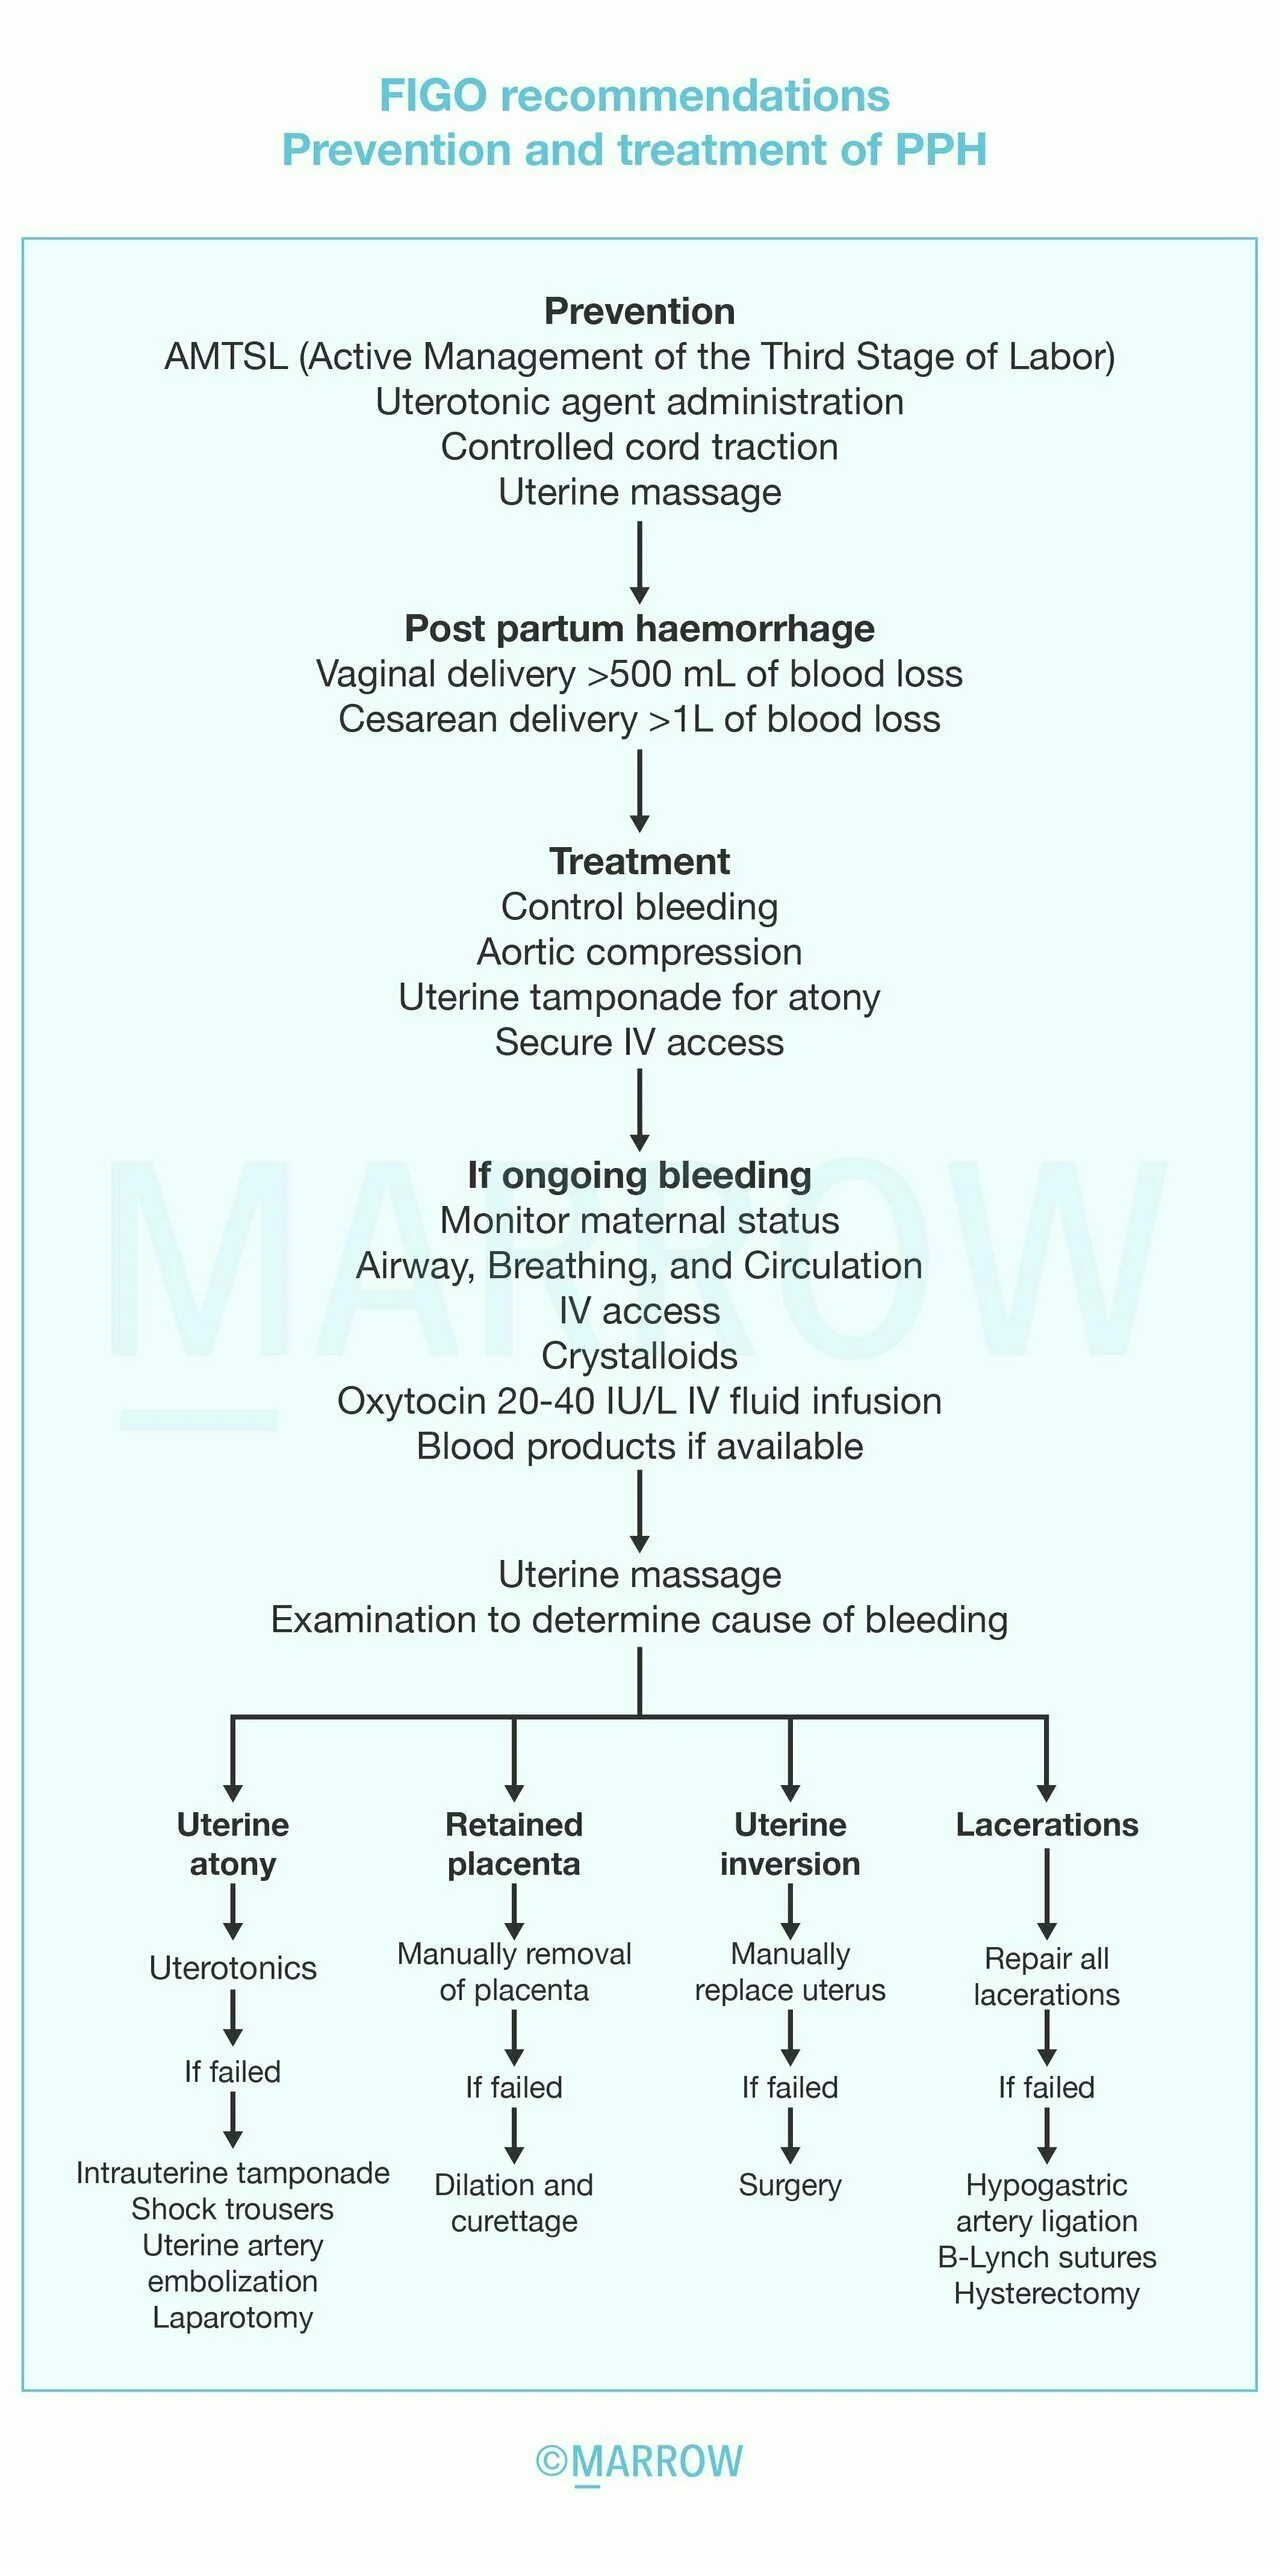 FIGO recommendations
Prevention and treatment of PPH
Prevention
AMTSL (Active Management of the Third Stage of Labor)
Uterotonic agent administration
Controlled cord traction
Uterine massage
Post partum haemorrhage
Vaginal delivery >500 mL of blood loss
Cesarean delivery >1L of blood loss
Treatment
Control bleeding
Aortic compression
Uterine tamponade for atony
Secure IV access
MARROW
If ongoing bleeding
Monitor maternal status
Airway, Breathing, and Circulation
IV access
Crystalloids
Oxytocin 20-40 IU/L IV fluid infusion
Blood products if available
Uterine massage
Examination to determine cause of bleeding
Uterine
atony
Uterotonics
If failed
Intrauterine tamponade
Shock trousers
Uterine artery
embolization
Laparotomy
Retained
placenta
Manually removal
of placenta
If failed
Dilation and
curettage
Uterine
inversion
Manually
replace uterus
If failed
Surgery
Lacerations
Repair all
lacerations
If failed
Hypogastric
artery ligation
B-Lynch sutures
Hysterectomy
©MARROW